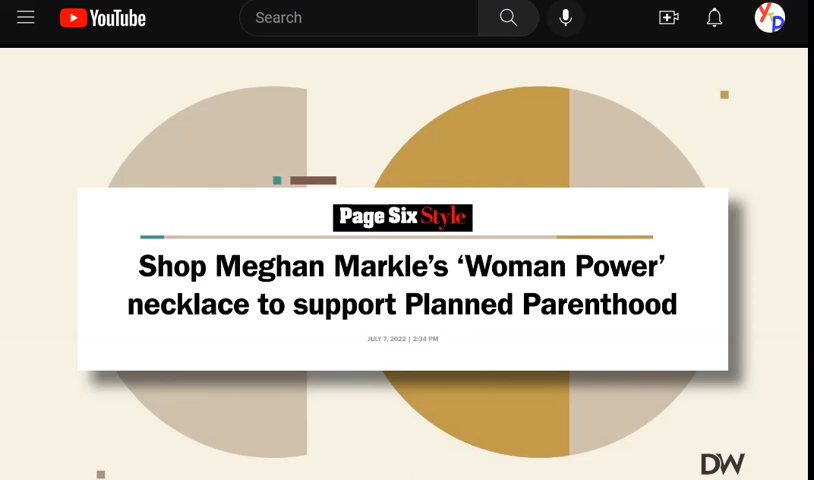 YouTube
Search
Page Six Style
Shop Meghan Markle's 'Woman Power'
necklace to support Planned Parenthood
JULY 7, 2022 | 2:34 PM
DW